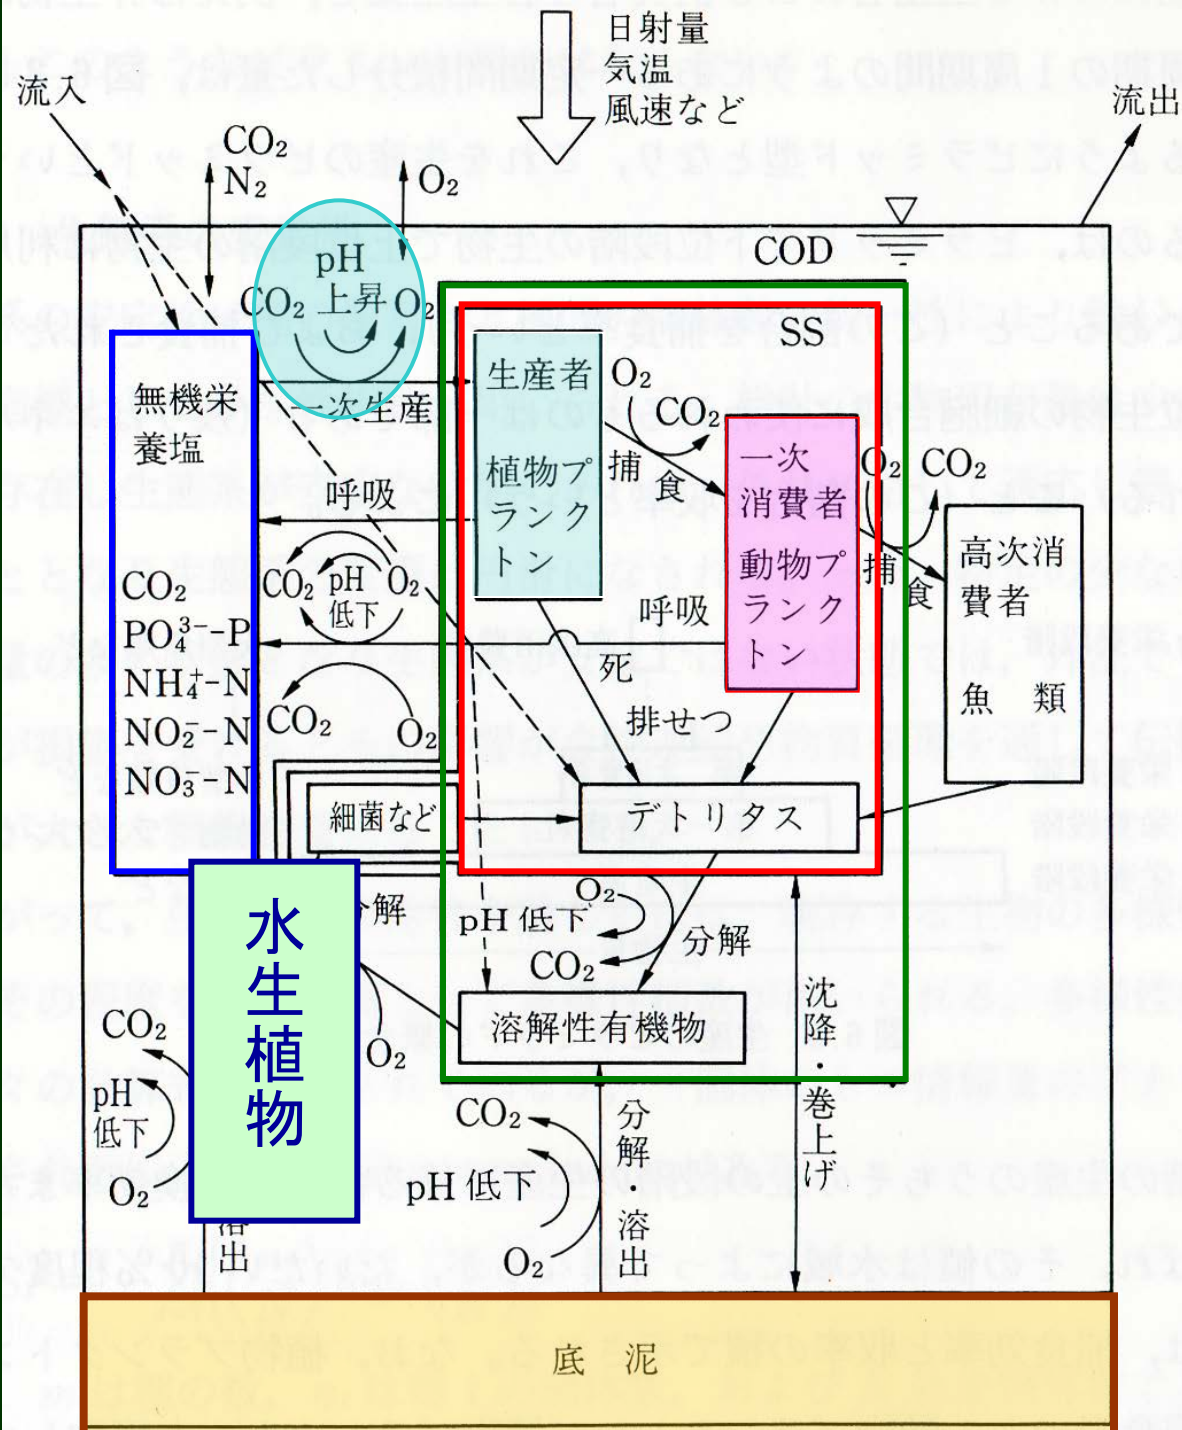 日射量
気温
風速など
流入
流出
CO₂
N₂
O₂
pH
上昇
CO₂
O₂
COD
SS
無機栄
養塩
CO₂
PO₄³⁻-P
NH₄⁺-N
NO₂⁻-N
NO₃⁻-N
一次生産
呼吸
生産者
植物プ
ランク
トン
O₂
CO₂
捕
食
一次
消費者
動物プ
ランク
トン
O₂
CO₂
捕
食
高次消
費者
魚 類
CO₂
pH
低下
O₂
呼吸
死
排せつ
CO₂
O₂
細菌など
デトリタス
分解
O₂
pH 低下
CO₂
分解
溶解性有機物
沈降・巻上げ
水生植物
O₂
CO₂
pH
低下
O₂
溶出
CO₂
pH 低下
O₂
分解・溶出
底 泥